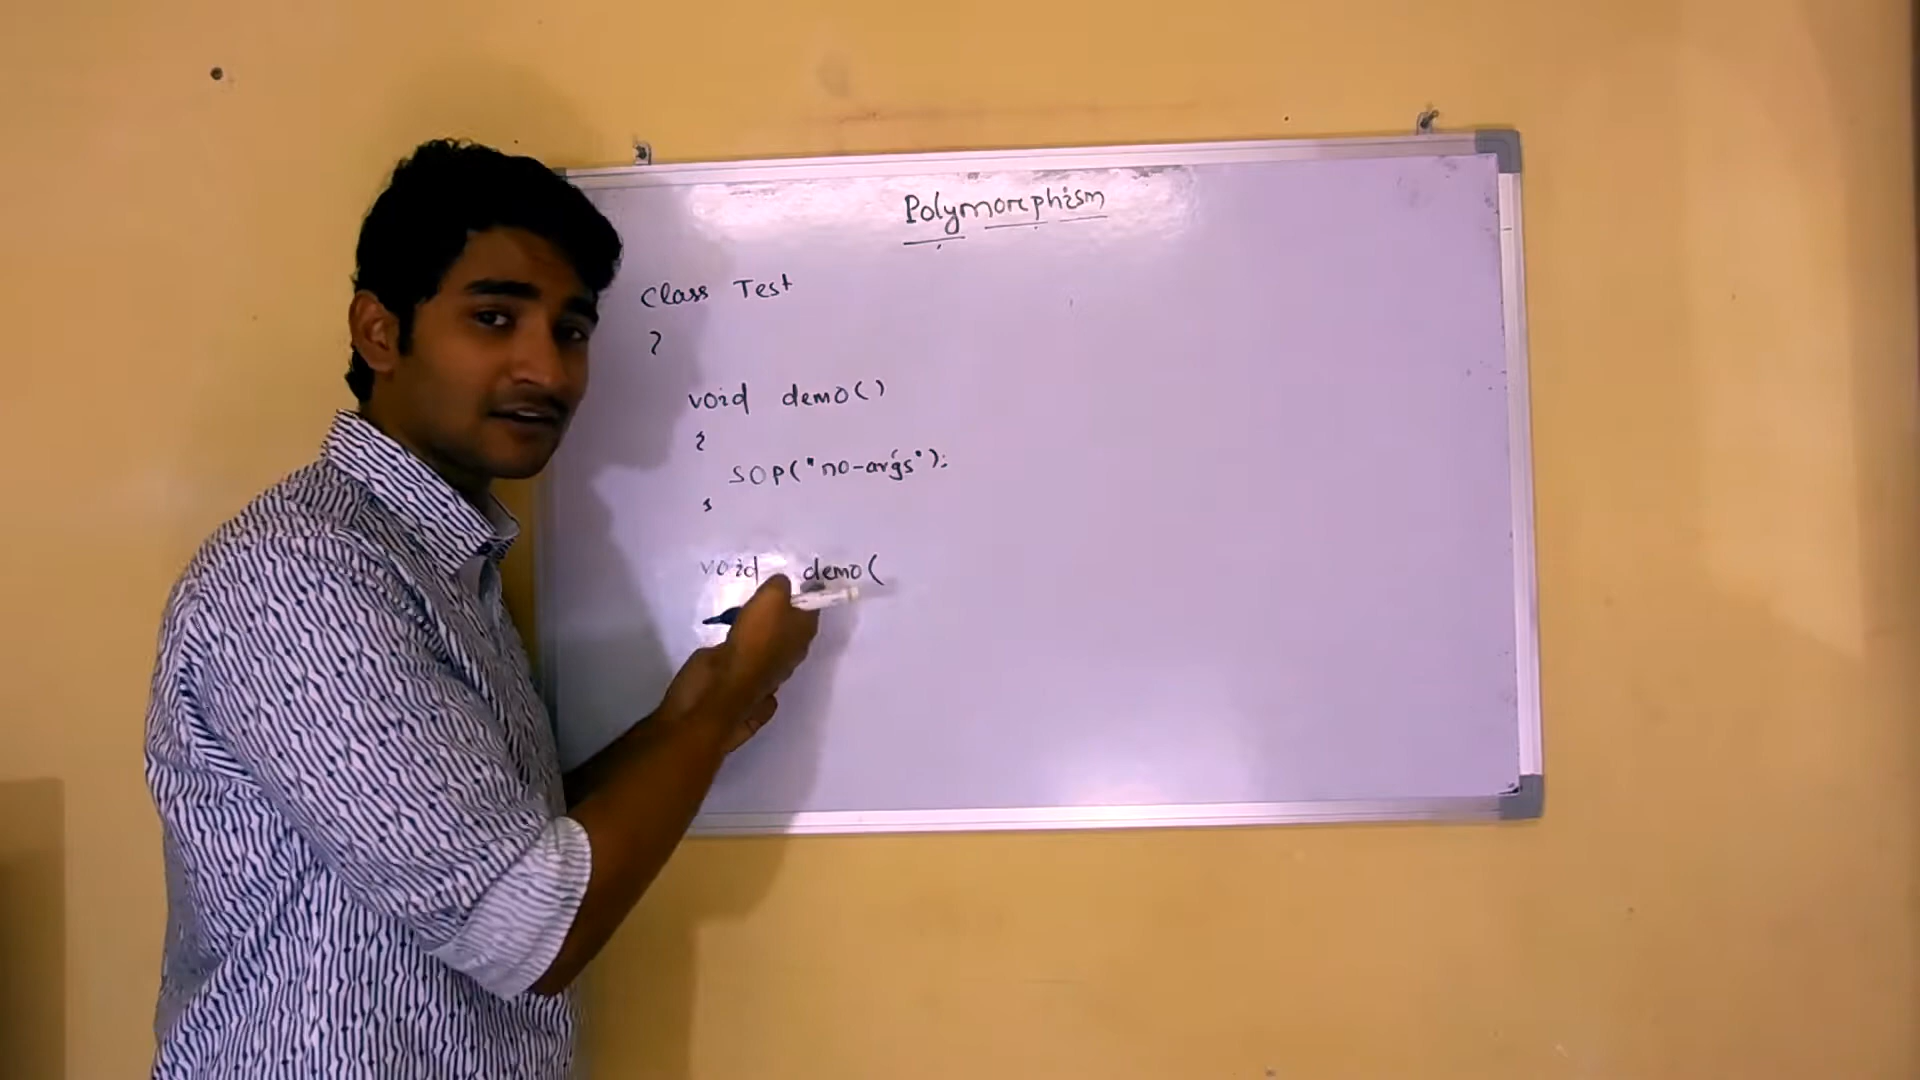 Polymorphism
Class Test
{
void demo()
{
SOP("no-args");
}
void demo(